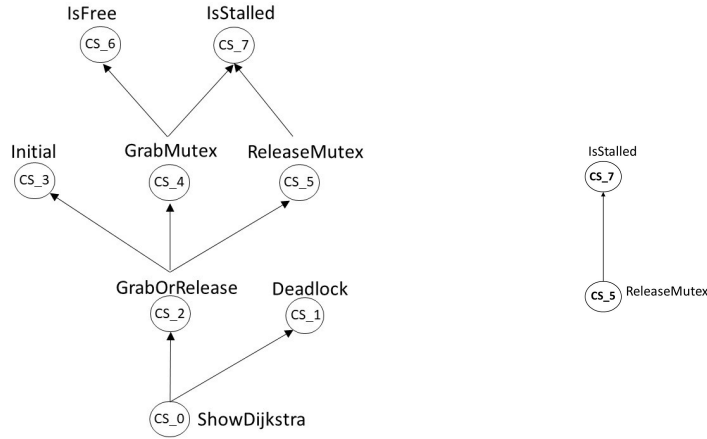 IsFree IsStalled
CS_6 CS_7
Initial GrabMutex ReleaseMutex
CS_3 CS_4 CS_5
GrabOrRelease Deadlock
CS_2 CS_1
CS_0 ShowDijkstra
IsStalled
CS_7
CS_5 ReleaseMutex